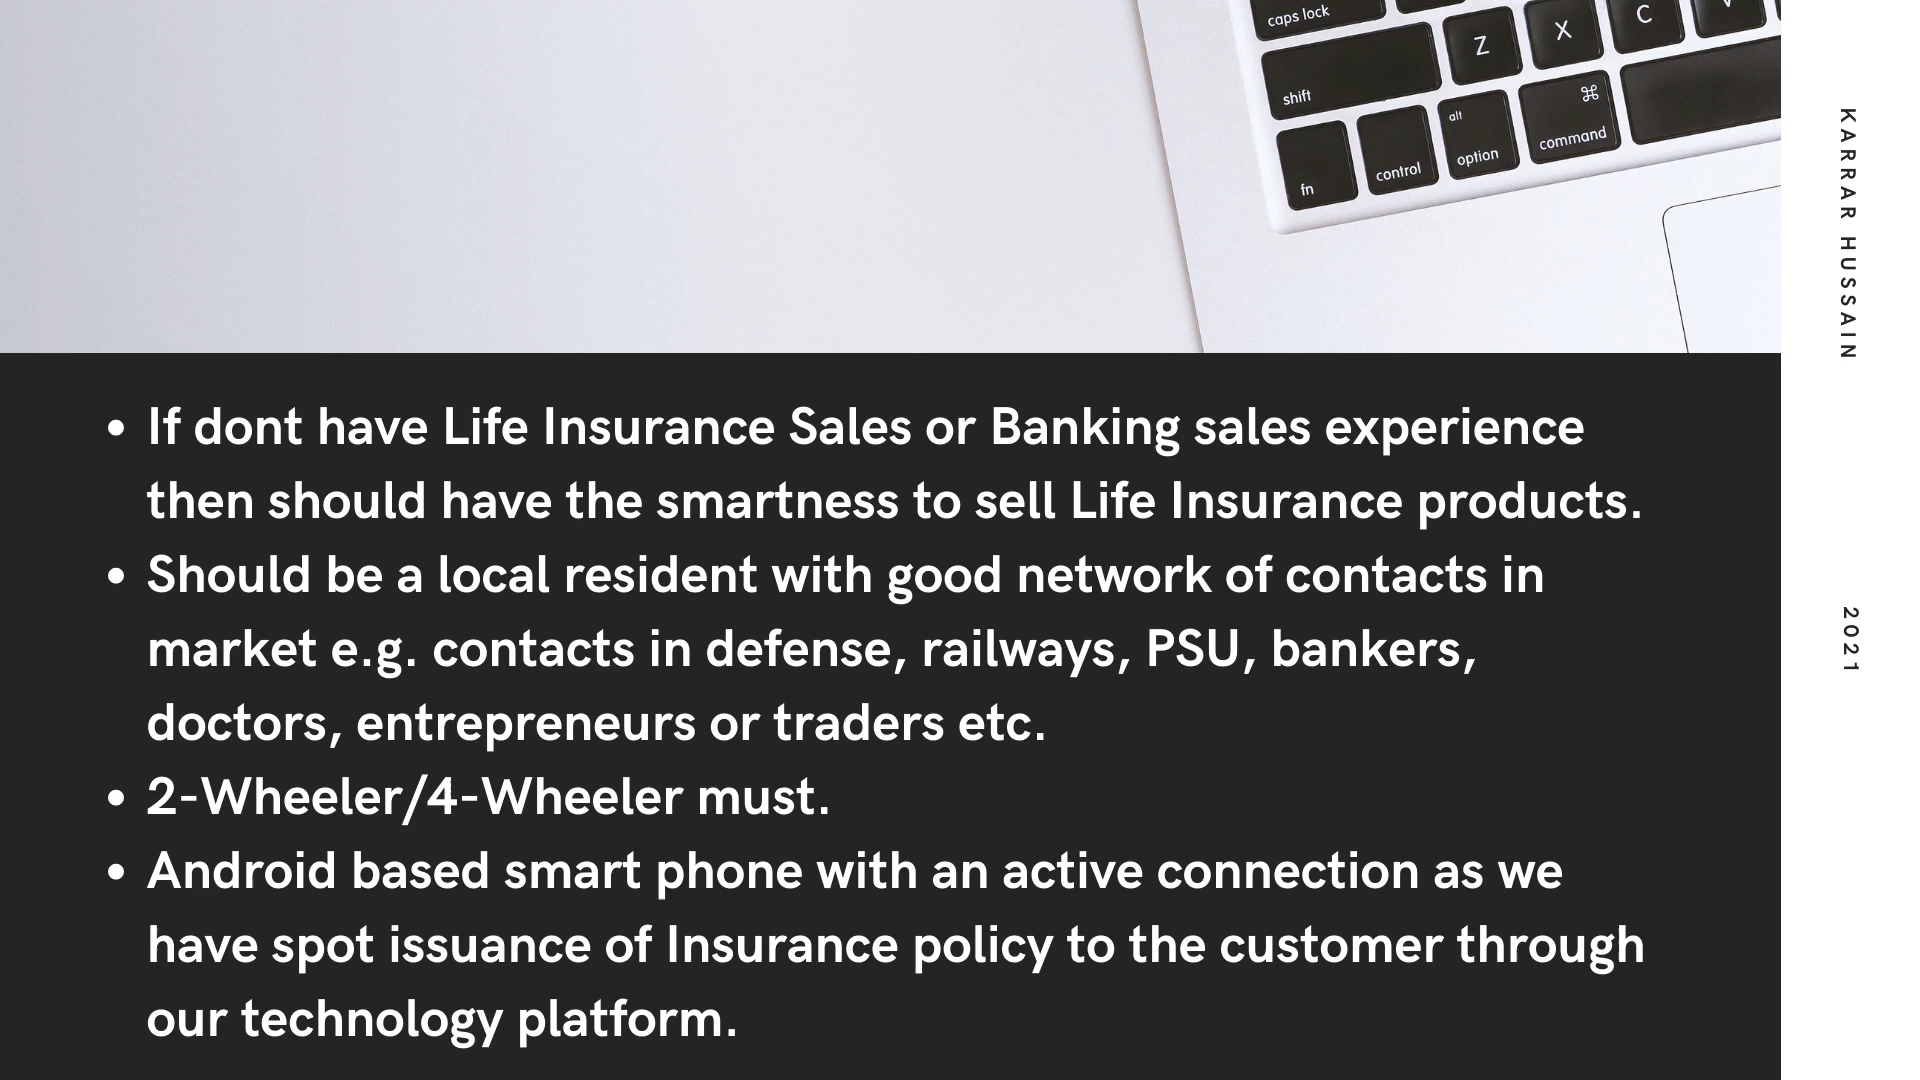 caps lock
Z
X
C
shift
alt
⌘
fn
control
option
command
KARRAR HUSSAIN
2021
• If dont have Life Insurance Sales or Banking sales experience
then should have the smartness to sell Life Insurance products.
• Should be a local resident with good network of contacts in
market e.g. contacts in defense, railways, PSU, bankers,
doctors, entrepreneurs or traders etc.
• 2-Wheeler/4-Wheeler must.
• Android based smart phone with an active connection as we
have spot issuance of Insurance policy to the customer through
our technology platform.